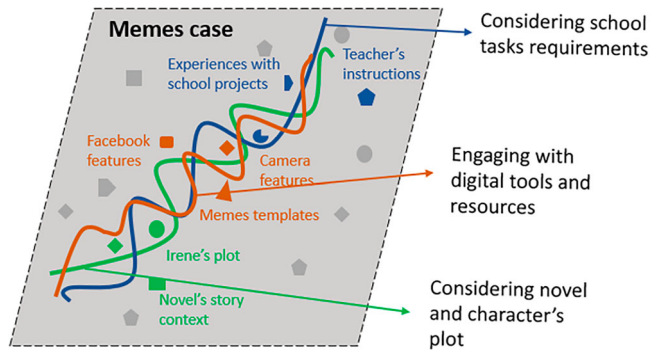 Memes case
Considering school
tasks requirements
Experiences with
school projects
Teacher's
instructions
Facebook
features
Camera
features
Engaging with
digital tools and
resources
Memes templates
Irene's plot
Novel's story
context
Considering novel
and character's
plot